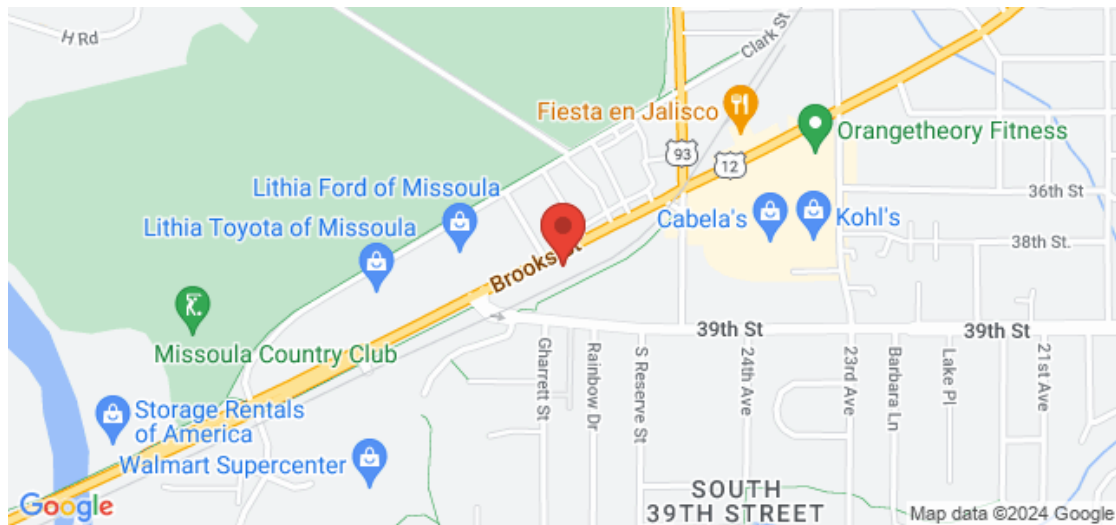 H Rd
Clark St
Fiesta en Jalisco
Orangetheory Fitness
93
12
Lithia Ford of Missoula
36th St
Lithia Toyota of Missoula
Cabela's
Kohl's
38th St.
Brooks St
Missoula Country Club
39th St
39th St
Gharrett St
Rainbow Dr
S Reserve St
24th Ave
23rd Ave
Barbara Ln
Lake Pl
21st Ave
Storage Rentals
of America
Walmart Supercenter
SOUTH
39TH STREET
Google
Map data ©2024 Google